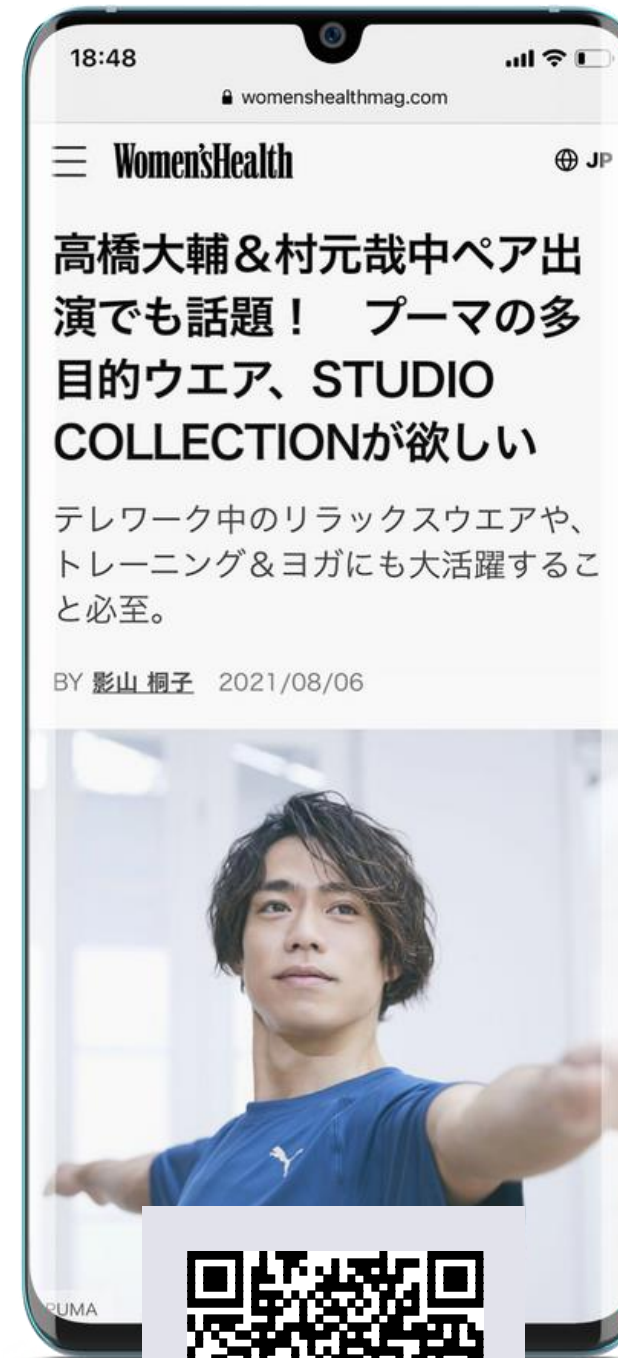 18:48
womenshealthmag.com
Women'sHealth
JP
高橋大輔＆村元哉中ペア出
演でも話題！　プーマの多
目的ウエア、STUDIO
COLLECTIONが欲しい
テレワーク中のリラックスウエアや、
トレーニング＆ヨガにも大活躍するこ
と必至。
BY 影山 桐子 2021/08/06
PUMA